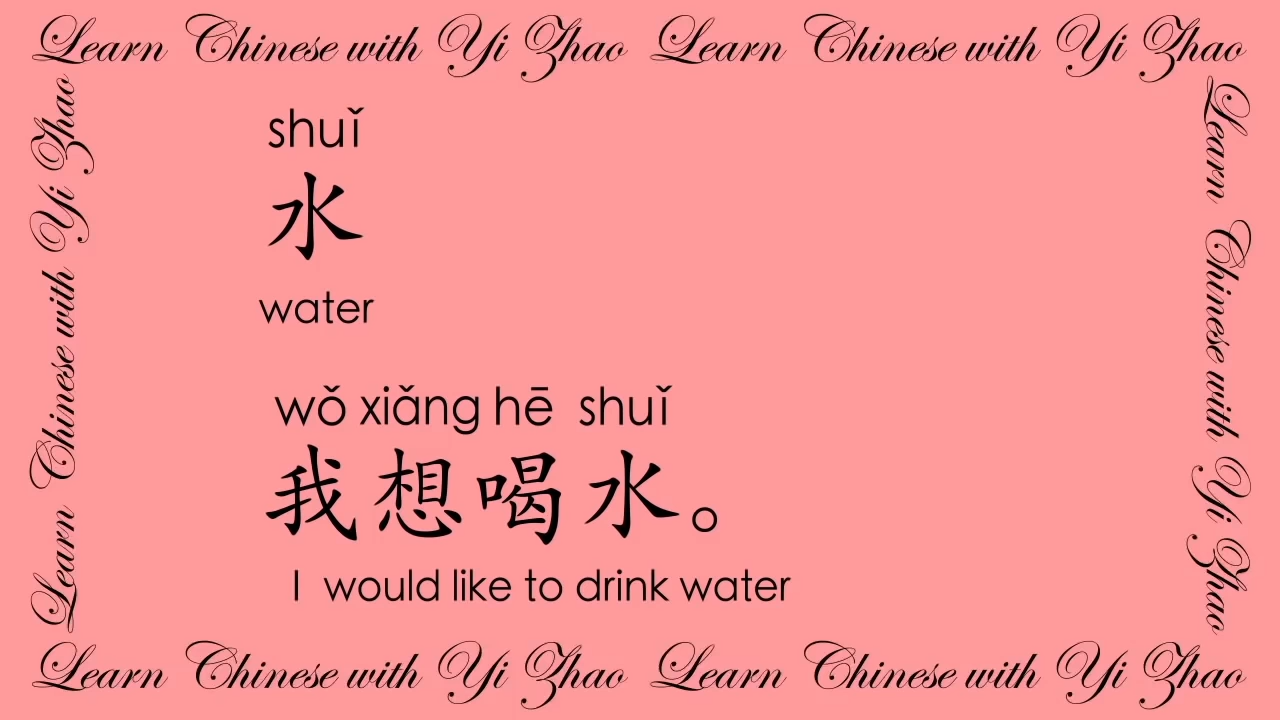 Learn Chinese with Yi Zhao Learn Chinese with Yi Zhao
Learn Chinese with Yi Zhao
shuǐ
水
water
wǒ xiǎng hē shuǐ
我想喝水。
I would like to drink water
Learn Chinese with Yi Zhao
Learn Chinese with Yi Zhao Learn Chinese with Yi Zhao